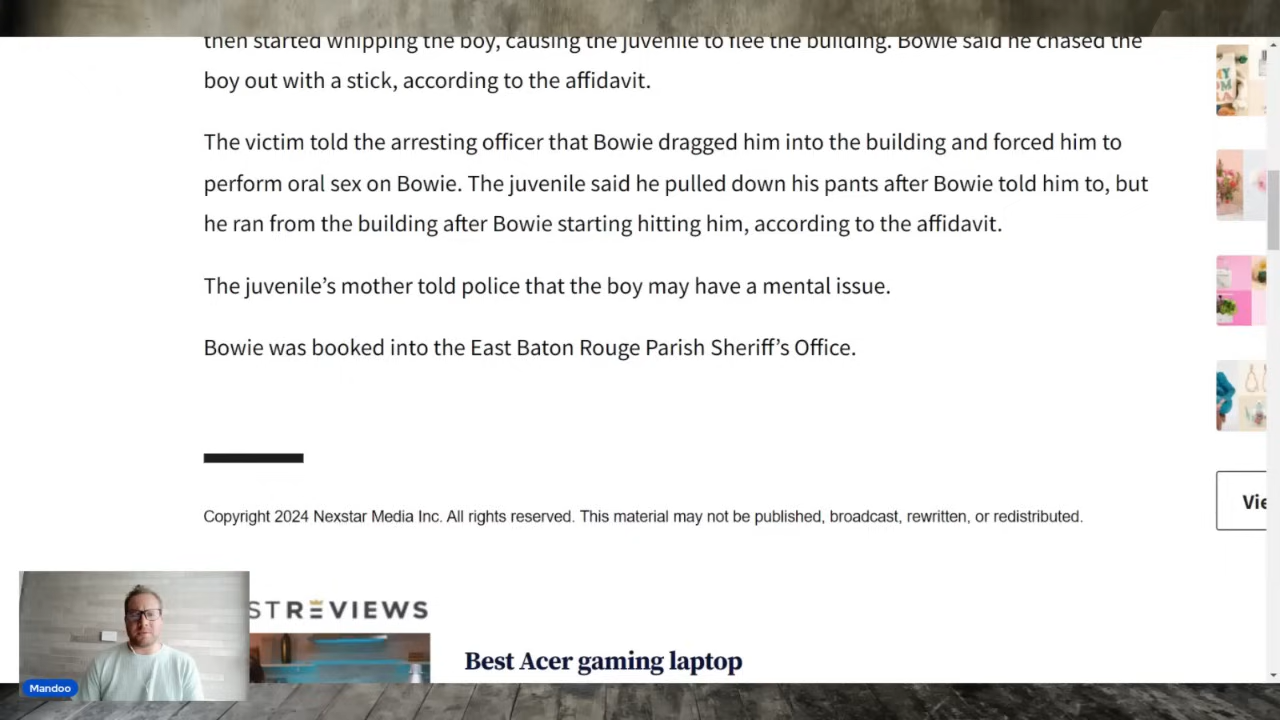 then started whipping the boy, causing the juvenile to flee the building. Bowie said he chased the
boy out with a stick, according to the affidavit.
The victim told the arresting officer that Bowie dragged him into the building and forced him to
perform oral sex on Bowie. The juvenile said he pulled down his pants after Bowie told him to, but
he ran from the building after Bowie starting hitting him, according to the affidavit.
The juvenile’s mother told police that the boy may have a mental issue.
Bowie was booked into the East Baton Rouge Parish Sheriff’s Office.
Copyright 2024 Nexstar Media Inc. All rights reserved. This material may not be published, broadcast, rewritten, or redistributed.
Vie
STREVIEWS
Best Acer gaming laptop
Mandoo